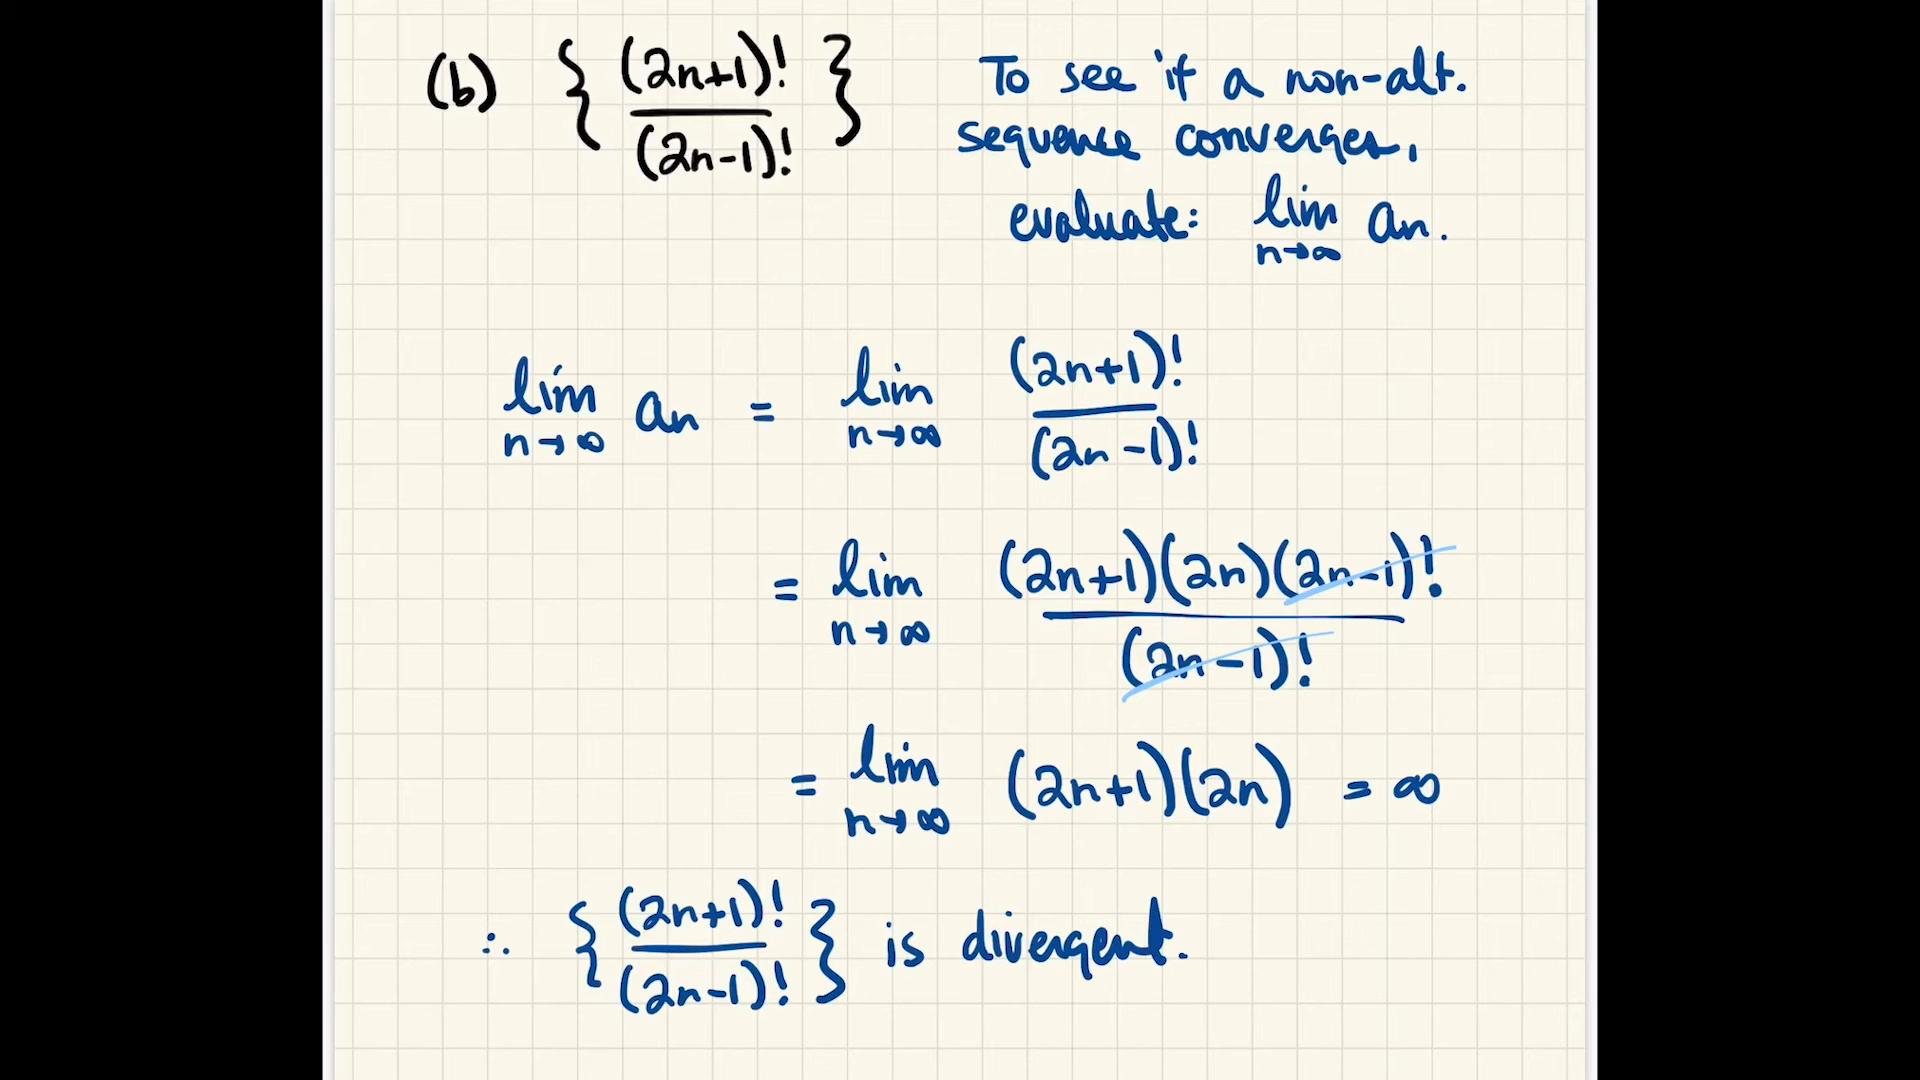 (b) { (2n+1)! / (2n-1)! }
To see if a non-alt.
sequence converges,
evaluate: lim n→∞ an.
lim n→∞ an = lim n→∞ (2n+1)! / (2n-1)!
= lim n→∞ (2n+1)(2n)(2n-1)! / (2n-1)!
= lim n→∞ (2n+1)(2n) = ∞
∴ { (2n+1)! / (2n-1)! } is divergent.